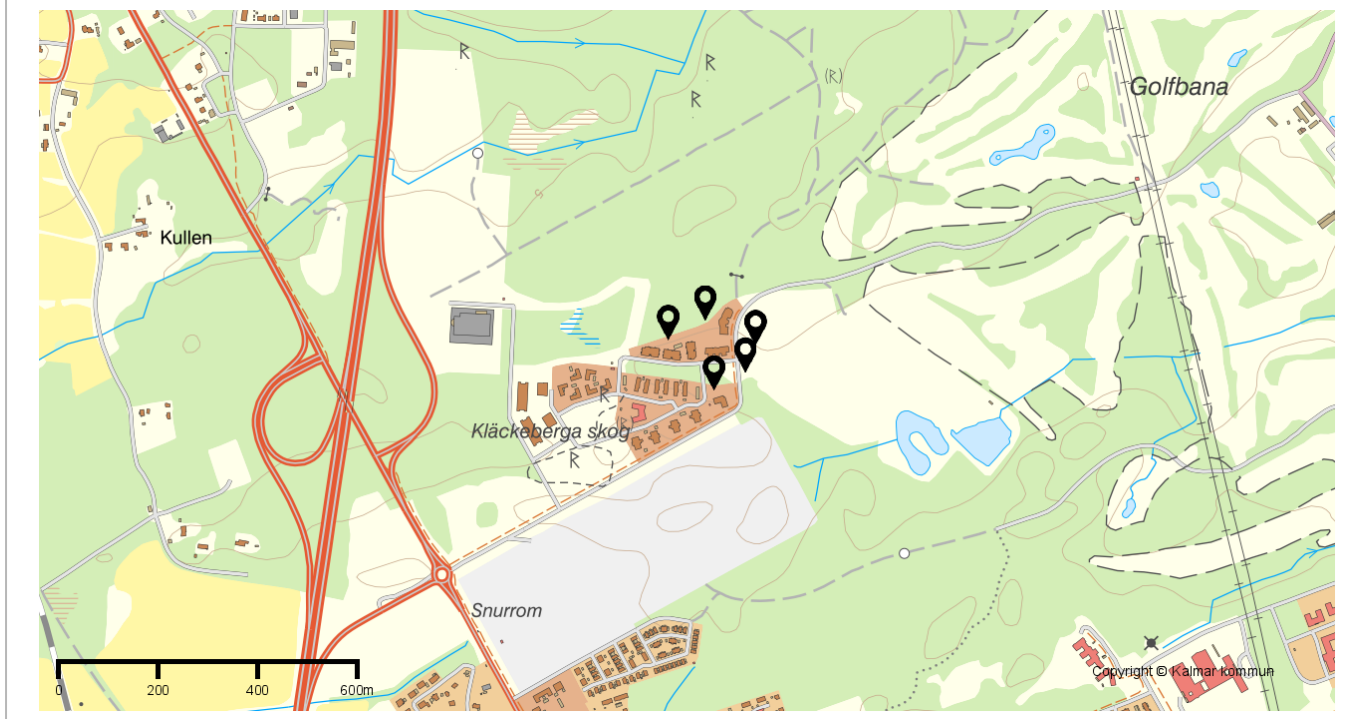 R
R
(R)
R
Golfbana
Kullen
R
Kläckeberga skog
R
R
Snurrom
Copyright © Kalmar kommun
0 200 400 600m